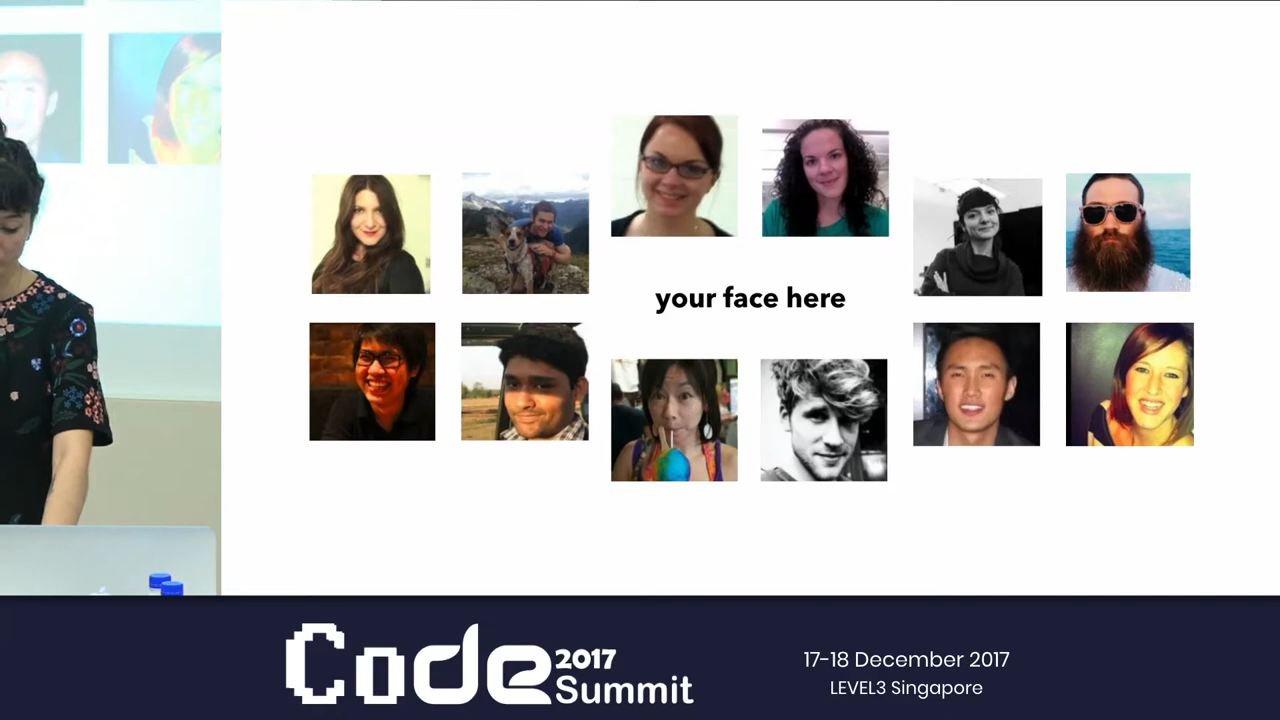 your face here
Code 2017 Summit
17-18 December 2017
LEVEL3 Singapore